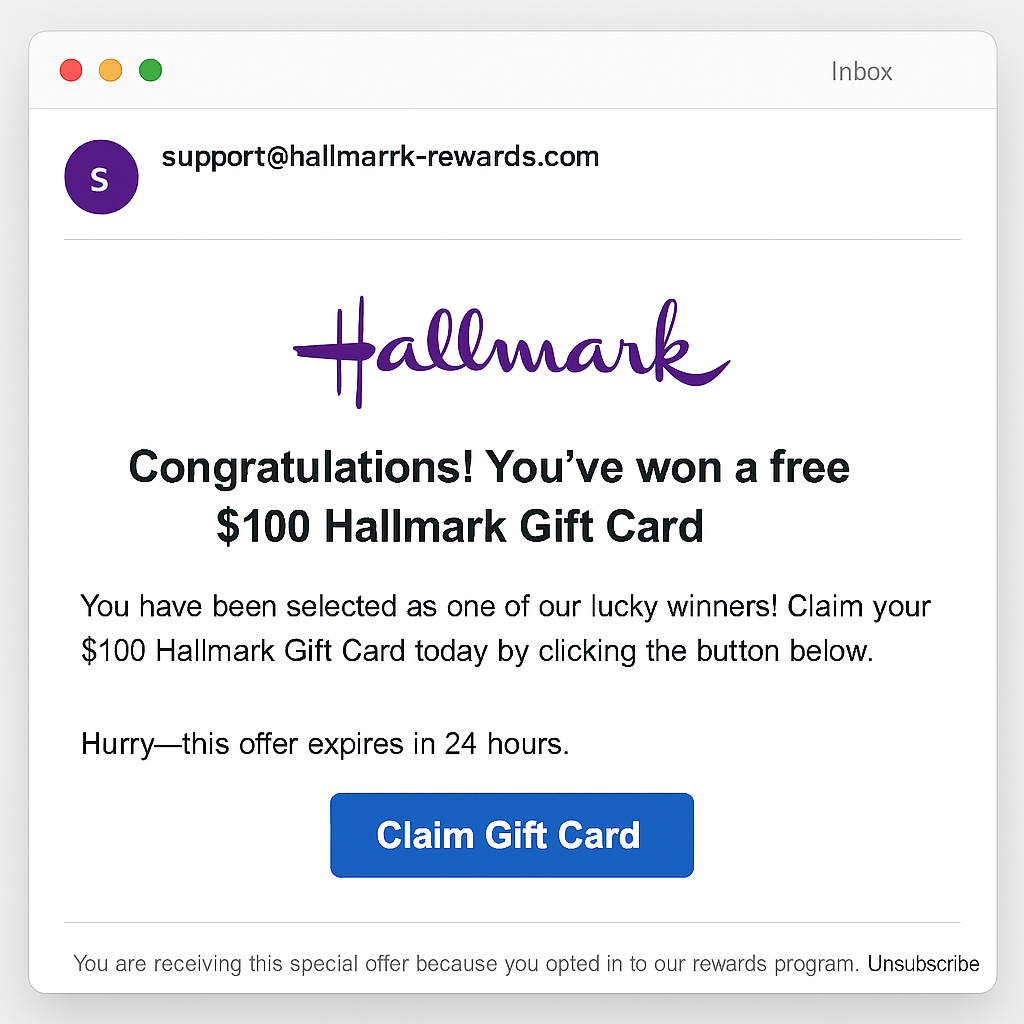 Inbox
S
support@hallmarrk-rewards.com
Hallmark
Congratulations! You’ve won a free
$100 Hallmark Gift Card
You have been selected as one of our lucky winners! Claim your
$100 Hallmark Gift Card today by clicking the button below.
Hurry—this offer expires in 24 hours.
Claim Gift Card
You are receiving this special offer because you opted in to our rewards program. Unsubscribe